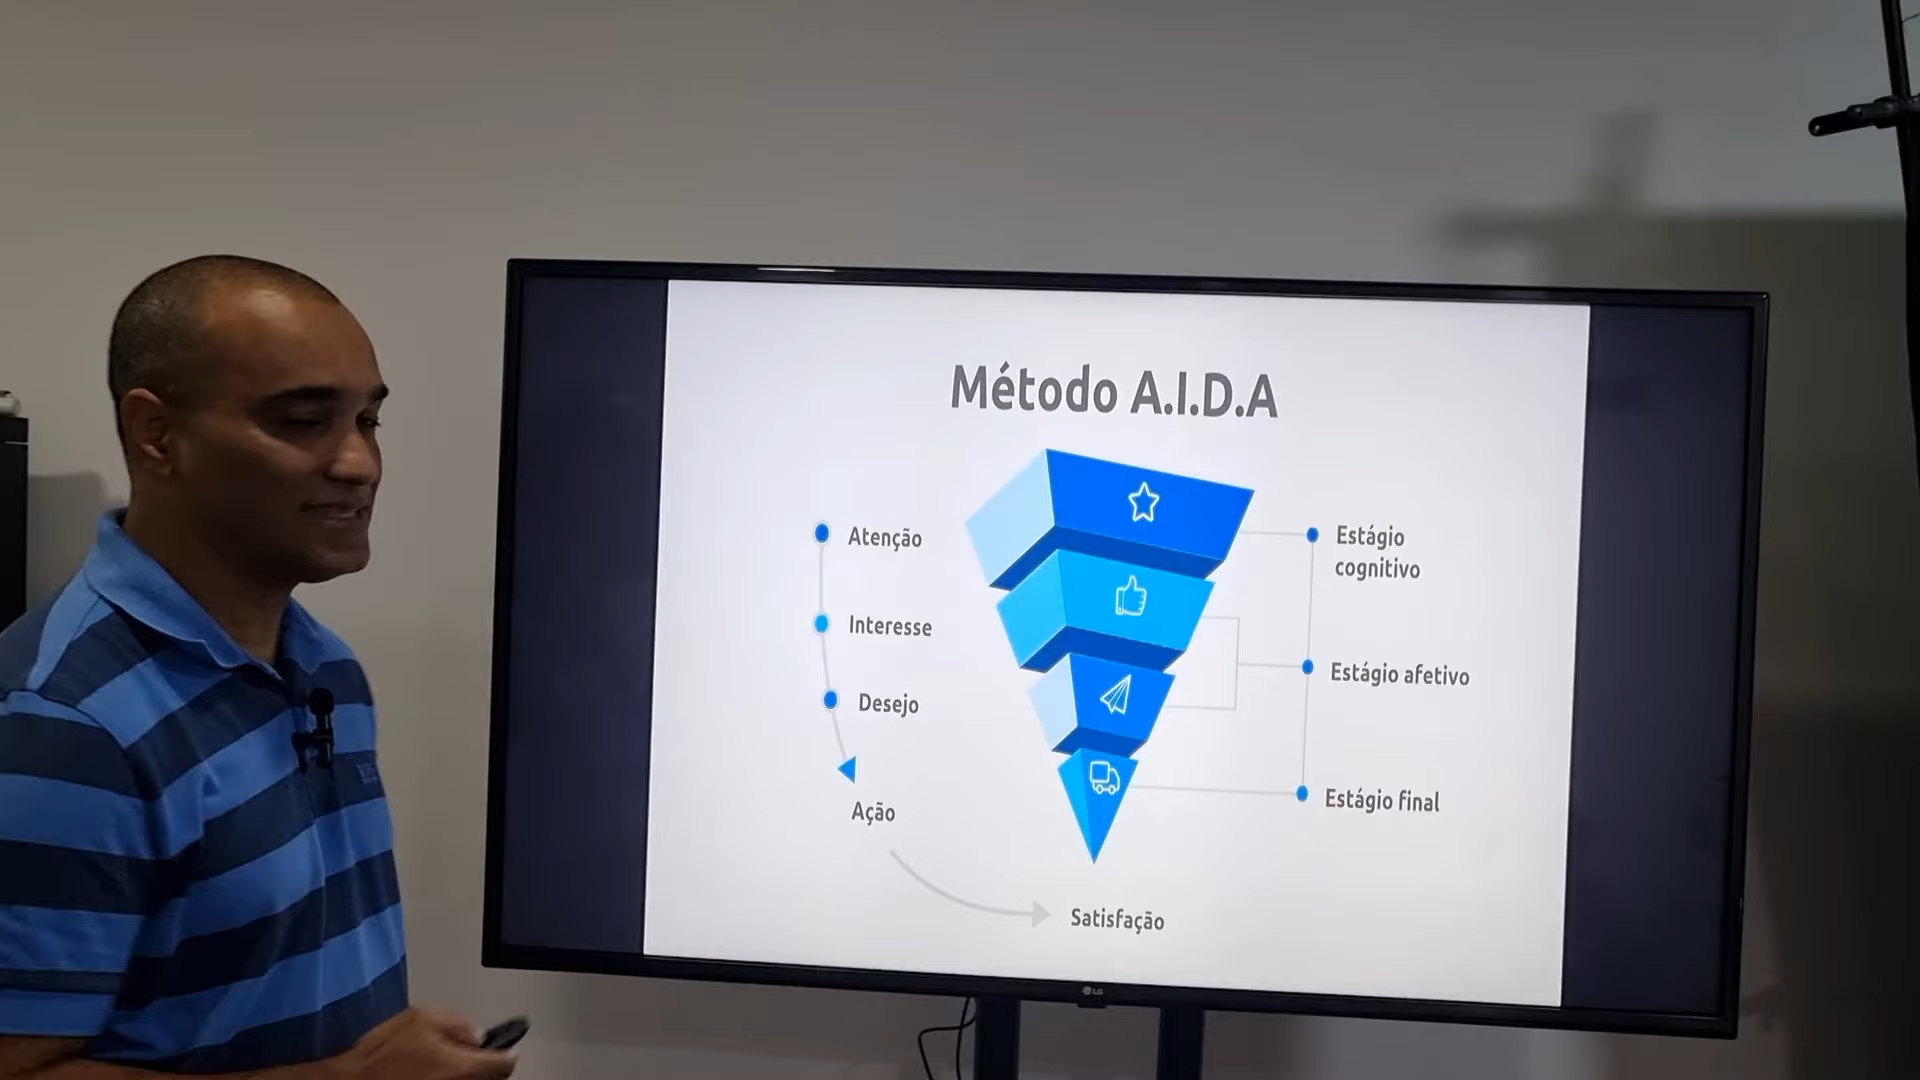 Método A.I.D.A
Atenção
Interesse
Desejo
Ação
Satisfação
Estágio
cognitivo
Estágio afetivo
Estágio final
LG